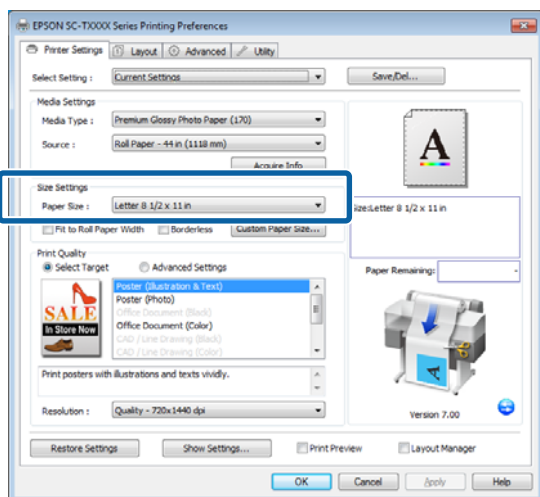 EPSON SC-TXXXX Series Printing Preferences
Printer Settings Layout Advanced Utility
Select Setting : Current Settings Save/Del...
Media Settings
Media Type : Premium Glossy Photo Paper (170)
Source : Roll Paper - 44 in (1118 mm)
Acquire Info
A
Size Settings
Paper Size : Letter 8 1/2 x 11 in
Size:Letter 8 1/2 x 11 in
Fit to Roll Paper Width Borderless Custom Paper Size...
Print Quality
Select Target Advanced Settings
Paper Remaining:
SALE
In Store Now
Poster (Illustration & Text)
Poster (Photo)
Office Document (Black)
Office Document (Color)
CAD / Line Drawing (Black)
CAD / Line Drawing (Color)
A
Print posters with illustrations and texts vividly.
Resolution : Quality - 720x1440 dpi
Version 7.00
Restore Settings Show Settings... Print Preview Layout Manager
OK Cancel Apply Help